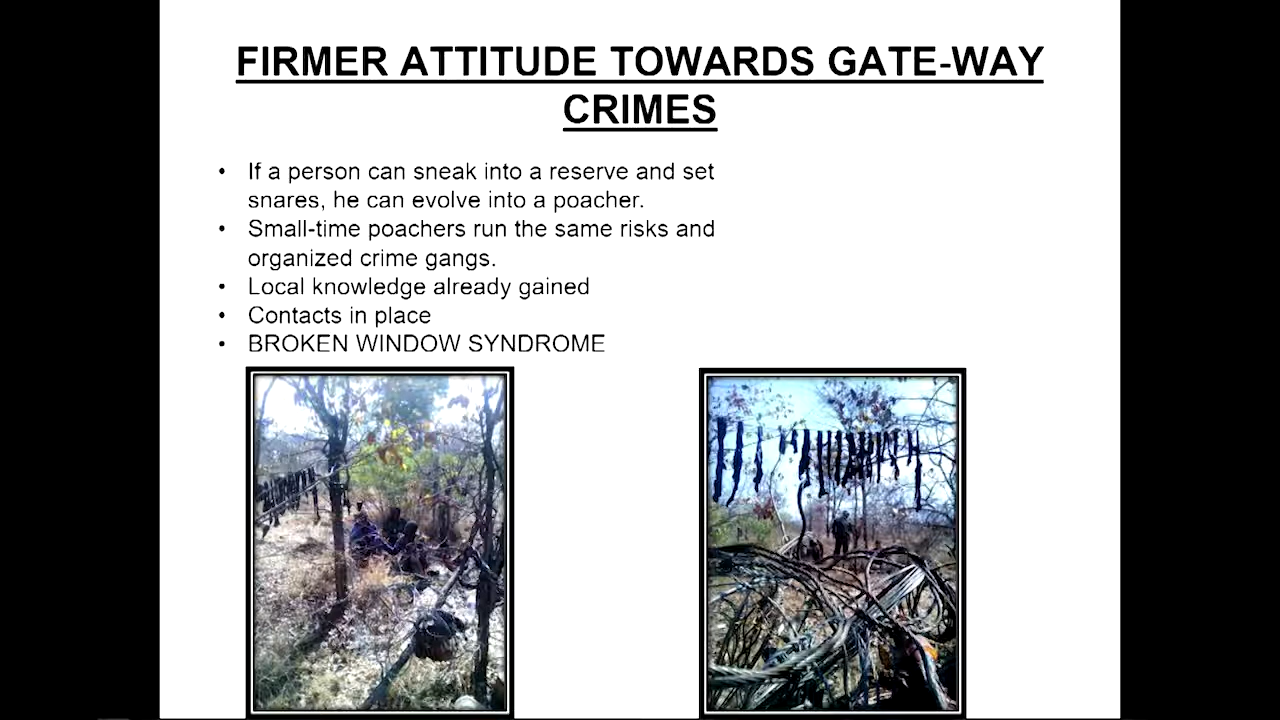 FIRMER ATTITUDE TOWARDS GATE-WAY
CRIMES
• If a person can sneak into a reserve and set
snares, he can evolve into a poacher.
• Small-time poachers run the same risks and
organized crime gangs.
• Local knowledge already gained
• Contacts in place
• BROKEN WINDOW SYNDROME